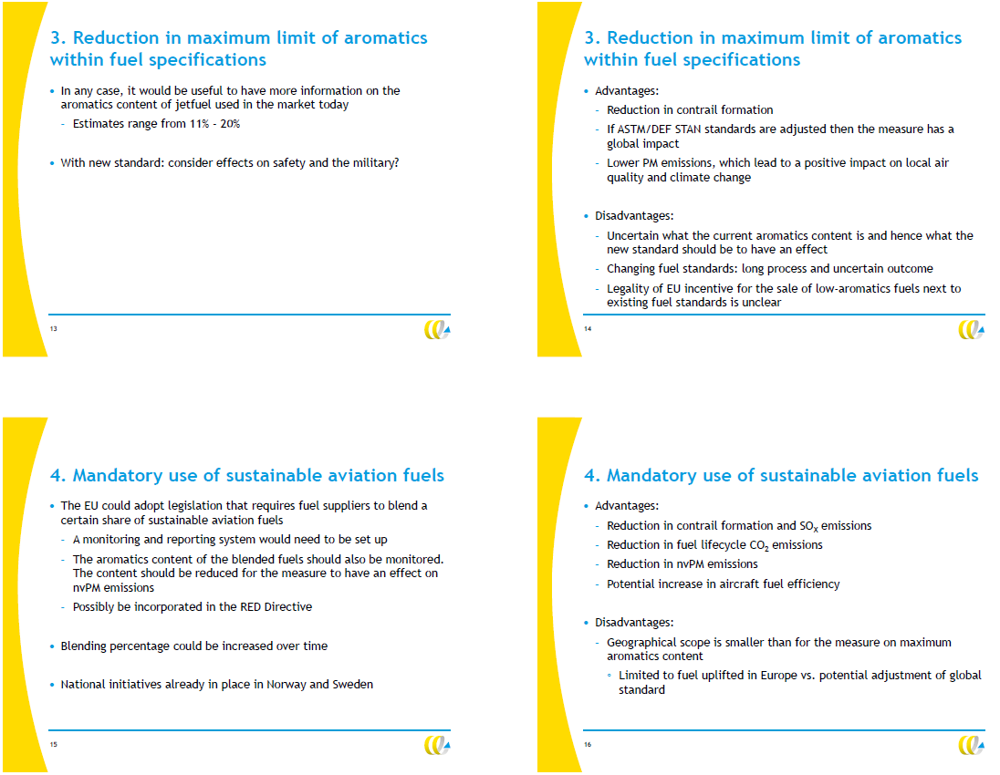 3. Reduction in maximum limit of aromatics
within fuel specifications
• In any case, it would be useful to have more information on the
aromatics content of jetfuel used in the market today
- Estimates range from 11% - 20%
• With new standard: consider effects on safety and the military?
13
3. Reduction in maximum limit of aromatics
within fuel specifications
• Advantages:
- Reduction in contrail formation
- If ASTM/DEF STAN standards are adjusted then the measure has a
global impact
- Lower PM emissions, which lead to a positive impact on local air
quality and climate change
• Disadvantages:
- Uncertain what the current aromatics content is and hence what the
new standard should be to have an effect
- Changing fuel standards: long process and uncertain outcome
- Legality of EU incentive for the sale of low-aromatics fuels next to
existing fuel standards is unclear
14
4. Mandatory use of sustainable aviation fuels
• The EU could adopt legislation that requires fuel suppliers to blend a
certain share of sustainable aviation fuels
- A monitoring and reporting system would need to be set up
- The aromatics content of the blended fuels should also be monitored.
The content should be reduced for the measure to have an effect on
nvPM emissions
- Possibly be incorporated in the RED Directive
• Blending percentage could be increased over time
• National initiatives already in place in Norway and Sweden
15
4. Mandatory use of sustainable aviation fuels
• Advantages:
- Reduction in contrail formation and SOX emissions
- Reduction in fuel lifecycle CO2 emissions
- Reduction in nvPM emissions
- Potential increase in aircraft fuel efficiency
• Disadvantages:
- Geographical scope is smaller than for the measure on maximum
aromatics content
▫ Limited to fuel uplifted in Europe vs. potential adjustment of global
standard
16